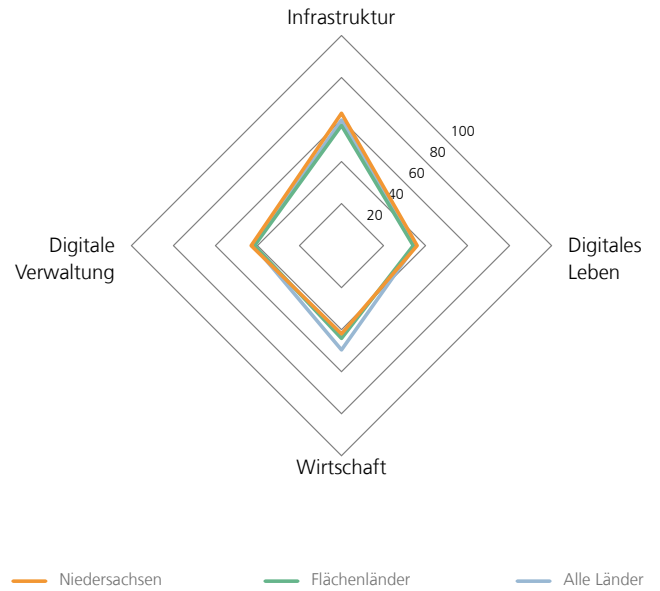 Infrastruktur
100
80
60
40
20
Digitale
Verwaltung
Digitales
Leben
Wirtschaft
Niedersachsen
Flächenländer
Alle Länder